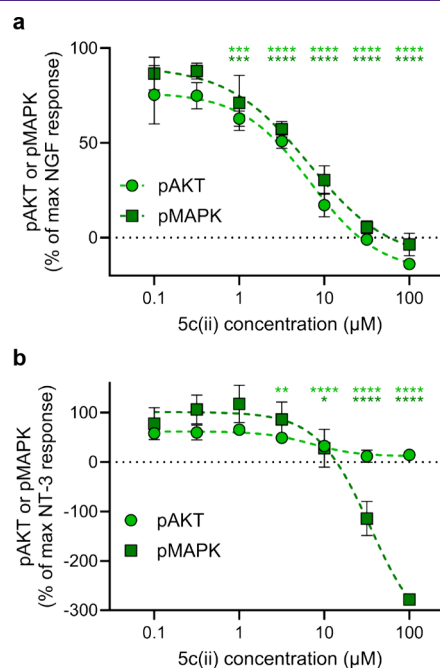 a
*** **** **** **** ****
*** **** **** **** ****
100
50
0
pAKT or pMAPK
(% of max NGF response)
pAKT
pMAPK
0.1 1 10 100
5c(ii) concentration (µM)
b
** **** **** ****
* **** ****
100
0
-100
-200
-300
pAKT or pMAPK
(% of max NT-3 response)
pAKT
pMAPK
0.1 1 10 100
5c(ii) concentration (µM)